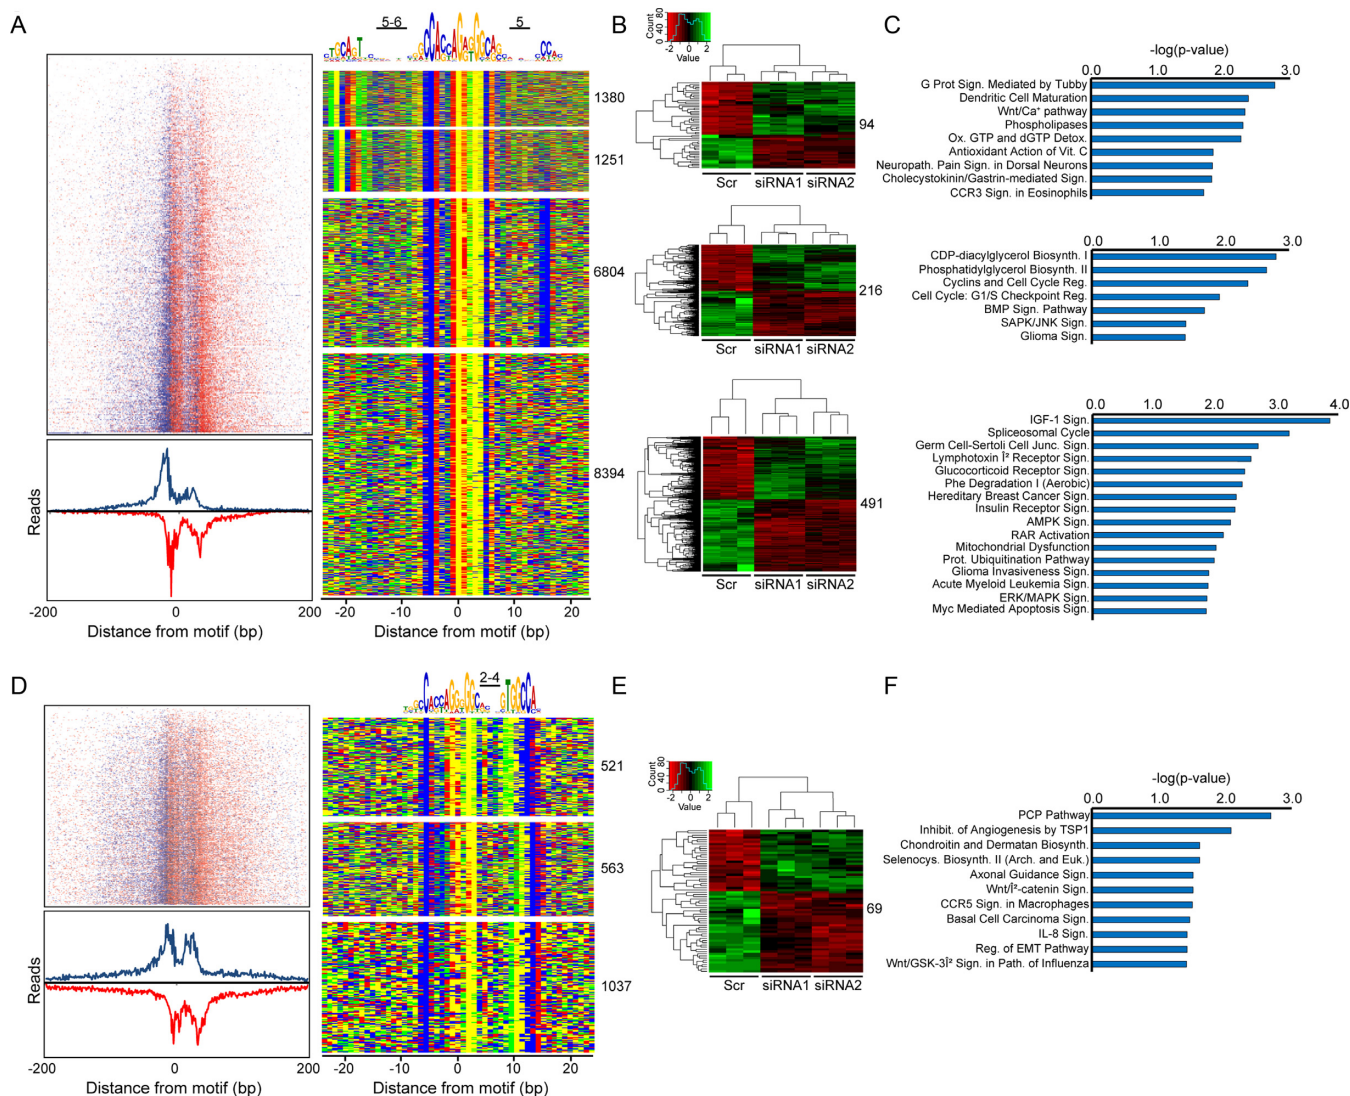 A
5-6
5
1380
1251
6804
8394
Reads
-200
0
200
Distance from motif (bp)
-20
-10
0
10
20
Distance from motif (bp)
B
Count
0 40 80
-2 0 2
Value
94
Scr siRNA1 siRNA2
216
Scr siRNA1 siRNA2
491
Scr siRNA1 siRNA2
C
-log(p-value)
0.0 1.0 2.0 3.0
G Prot Sign. Mediated by Tubby
Dendritic Cell Maturation
Wnt/Ca⁺ pathway
Phospholipases
Ox. GTP and dGTP Detox.
Antioxidant Action of Vit. C
Neuropath. Pain Sign. in Dorsal Neurons
Cholecystokinin/Gastrin-mediated Sign.
CCR3 Sign. in Eosinophils
0.0 1.0 2.0 3.0
CDP-diacylglycerol Biosynth. I
Phosphatidylglycerol Biosynth. II
Cyclins and Cell Cycle Reg.
Cell Cycle: G1/S Checkpoint Reg.
BMP Sign. Pathway
SAPK/JNK Sign.
Glioma Sign.
0.0 1.0 2.0 3.0 4.0
IGF-1 Sign.
Spliceosomal Cycle
Germ Cell-Sertoli Cell Junc. Sign.
Lymphotoxin Î² Receptor Sign.
Glucocorticoid Receptor Sign.
Phe Degradation I (Aerobic)
Hereditary Breast Cancer Sign.
Insulin Receptor Sign.
AMPK Sign.
RAR Activation
Mitochondrial Dysfunction
Prot. Ubiquitination Pathway
Glioma Invasiveness Sign.
Acute Myeloid Leukemia Sign.
ERK/MAPK Sign.
Myc Mediated Apoptosis Sign.
D
2-4
521
563
1037
Reads
-200
0
200
Distance from motif (bp)
-20
-10
0
10
20
Distance from motif (bp)
E
Count
0 40 80
-2 0 2
Value
69
Scr siRNA1 siRNA2
F
-log(p-value)
0.0 1.0 2.0 3.0
PCP Pathway
Inhibit. of Angiogenesis by TSP1
Chondroitin and Dermatan Biosynth.
Selenocys. Biosynth. II (Arch. and Euk.)
Axonal Guidance Sign.
Wnt/Î²-catenin Sign.
CCR5 Sign. in Macrophages
Basal Cell Carcinoma Sign.
IL-8 Sign.
Reg. of EMT Pathway
Wnt/GSK-3Î² Sign. in Path. of Influenza